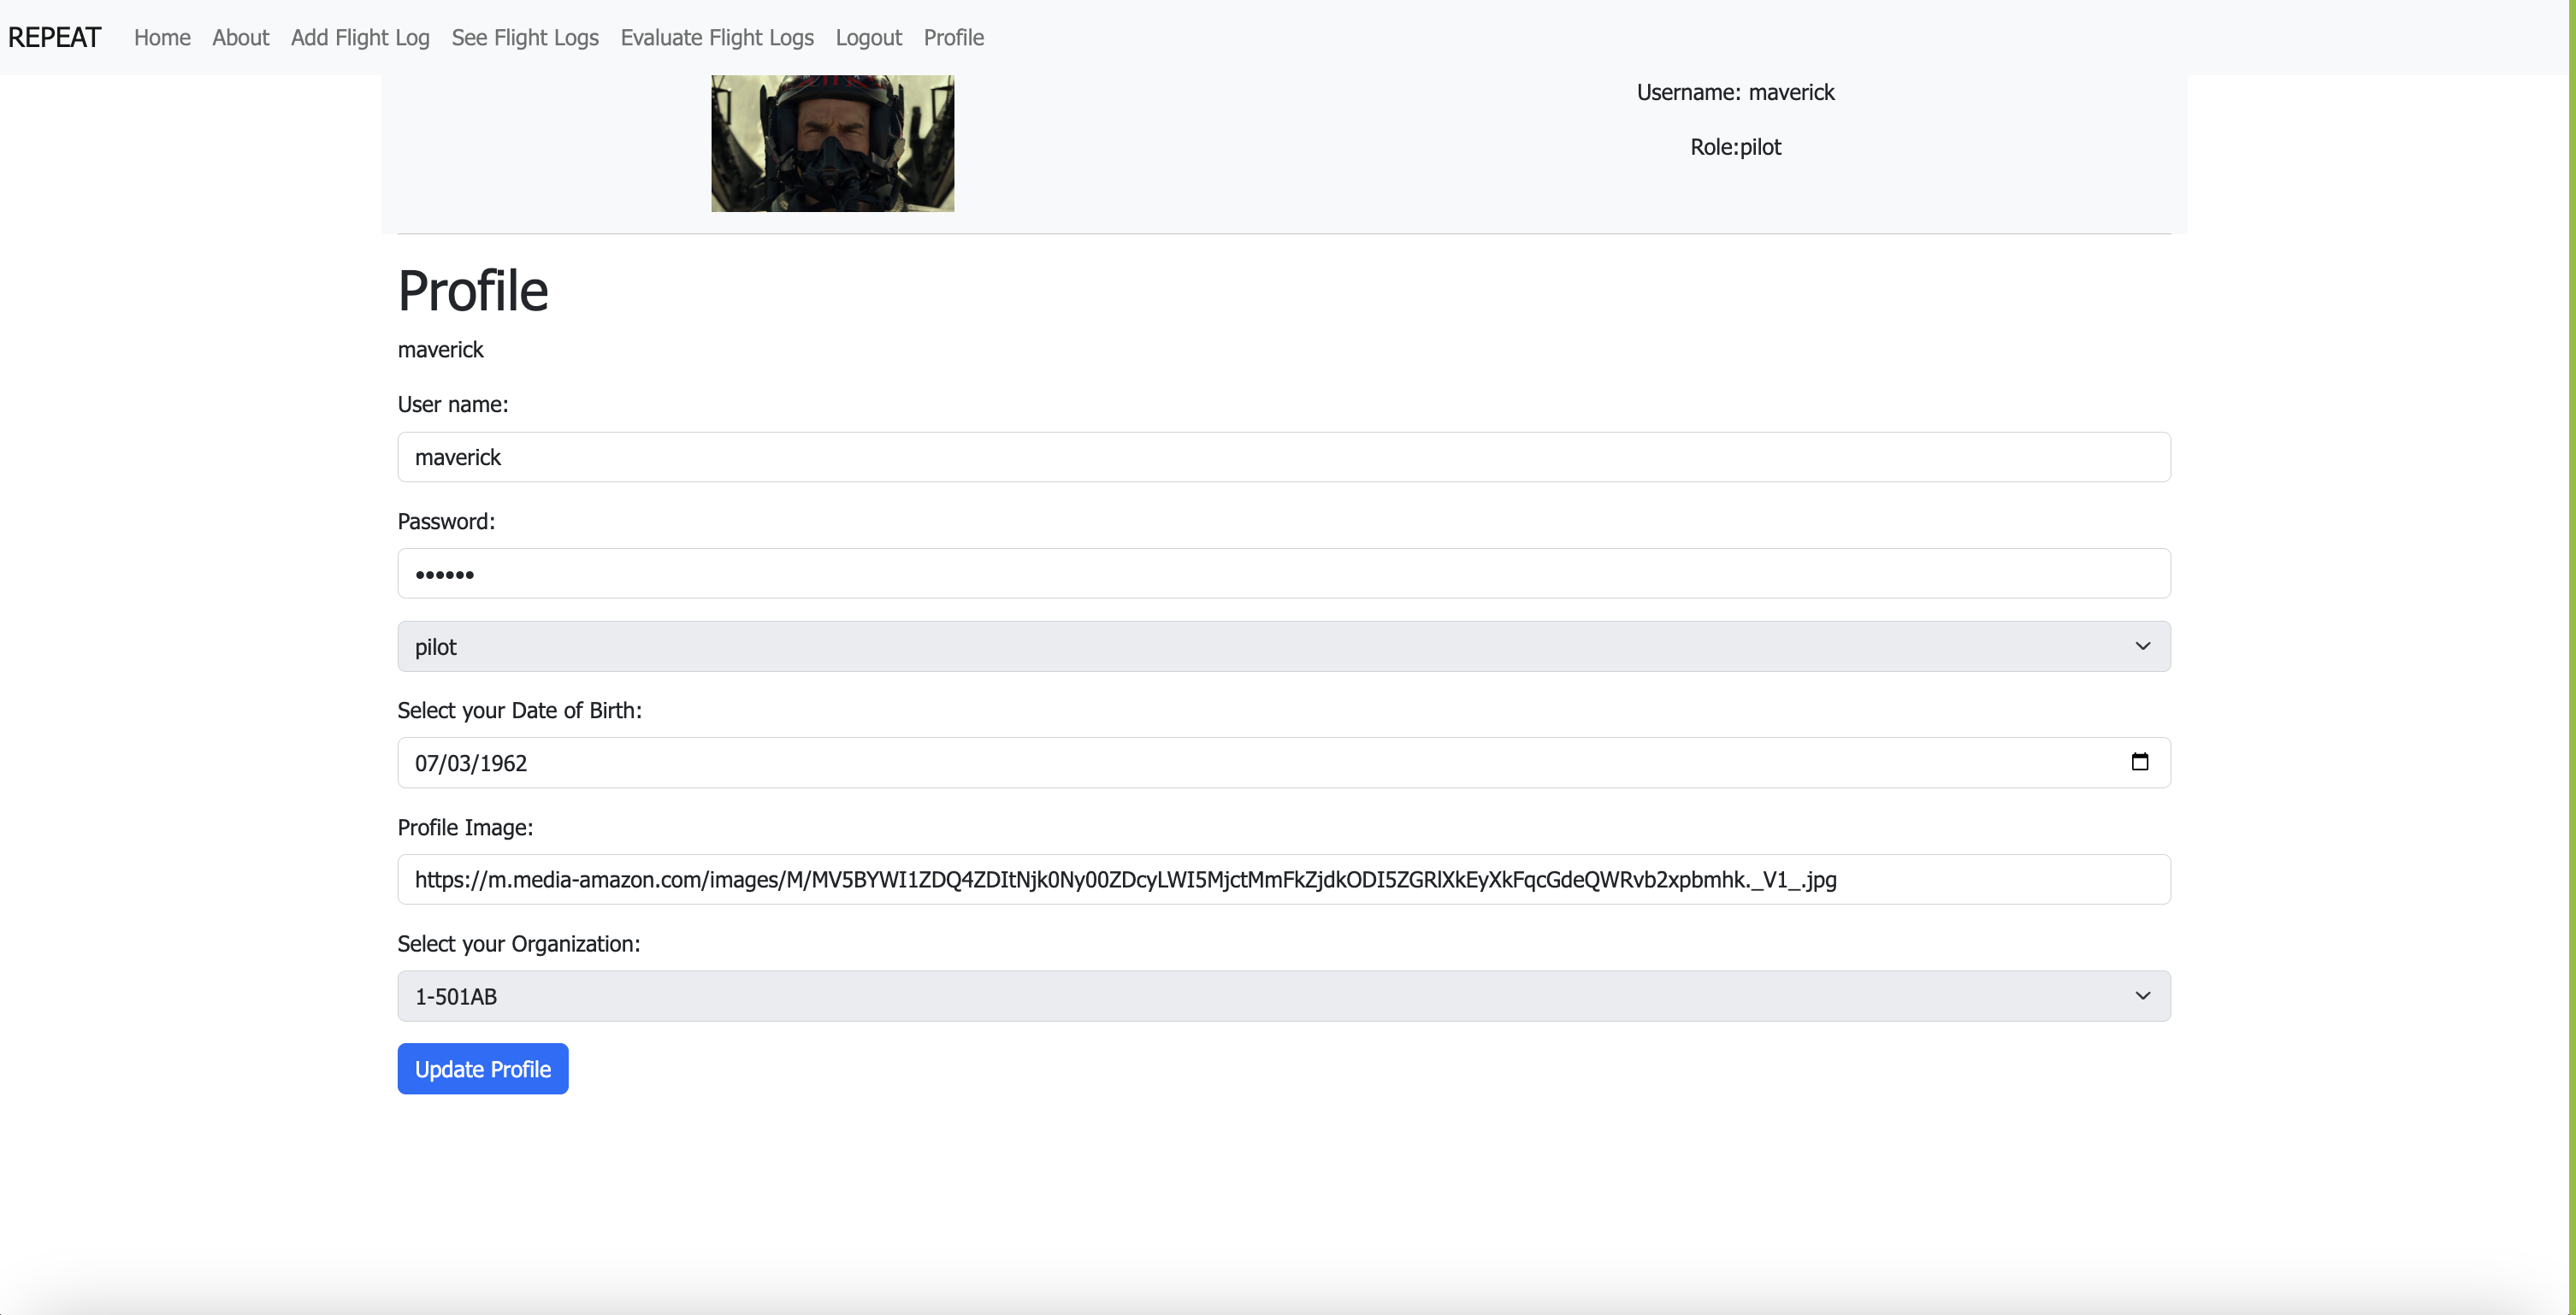 REPEAT Home About Add Flight Log See Flight Logs Evaluate Flight Logs Logout Profile
Username: maverick
Role:pilot
Profile
maverick
User name:
maverick
Password:
••••••
pilot
Select your Date of Birth:
07/03/1962
Profile Image:
https://m.media-amazon.com/images/M/MV5BYWI1ZDQ4ZDItNjk0Ny00ZDcyLWI5MjctMmFkZjdkODI5ZGRlXkEyXkFqcGdeQWRvb2xpbmhk._V1_.jpg
Select your Organization:
1-501AB
Update Profile